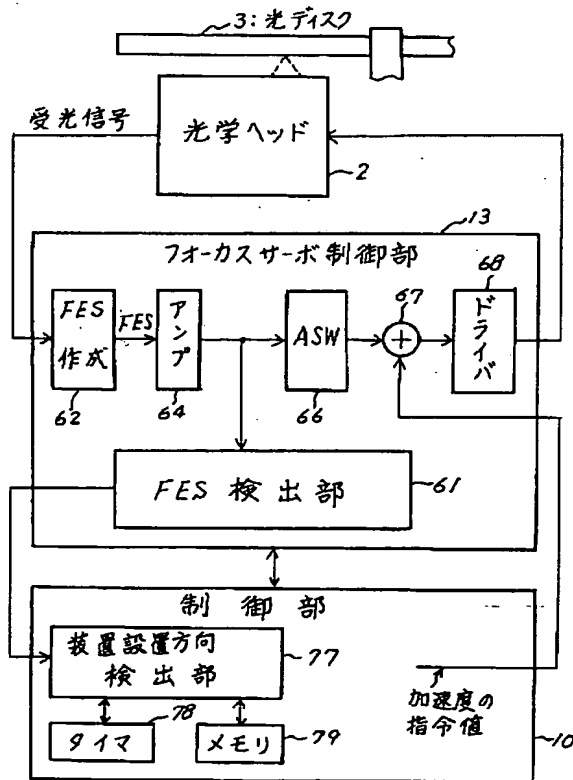 3:光ディスク
受光信号
光学ヘッド
2
13
フォーカスサーボ制御部
68
67
FES
作成
FES
アンプ
ASW
+
ドライバ
62
64
66
FES検出部
61
制御部
装置設置方向
検出部
77
加速度の
指令値
78
タイマ
メモリ
79
10